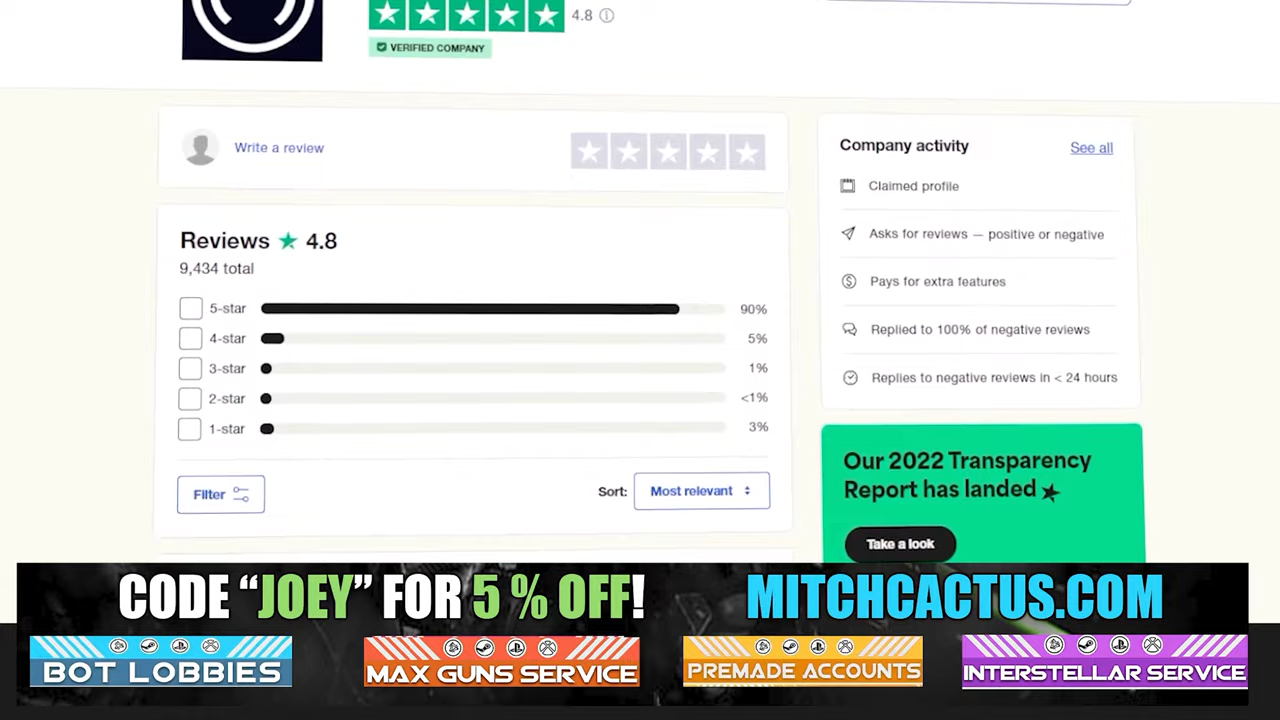 4.8
VERIFIED COMPANY
Write a review
Reviews 4.8
9,434 total
5-star 90%
4-star 5%
3-star 1%
2-star <1%
1-star 3%
Filter
Sort: Most relevant
Company activity See all
Claimed profile
Asks for reviews — positive or negative
Pays for extra features
Replied to 100% of negative reviews
Replies to negative reviews in < 24 hours
Our 2022 Transparency
Report has landed
Take a look
CODE “JOEY” FOR 5 % OFF! MITCHCACTUS.COM
BOT LOBBIES MAX GUNS SERVICE PREMADE ACCOUNTS INTERSTELLAR SERVICE